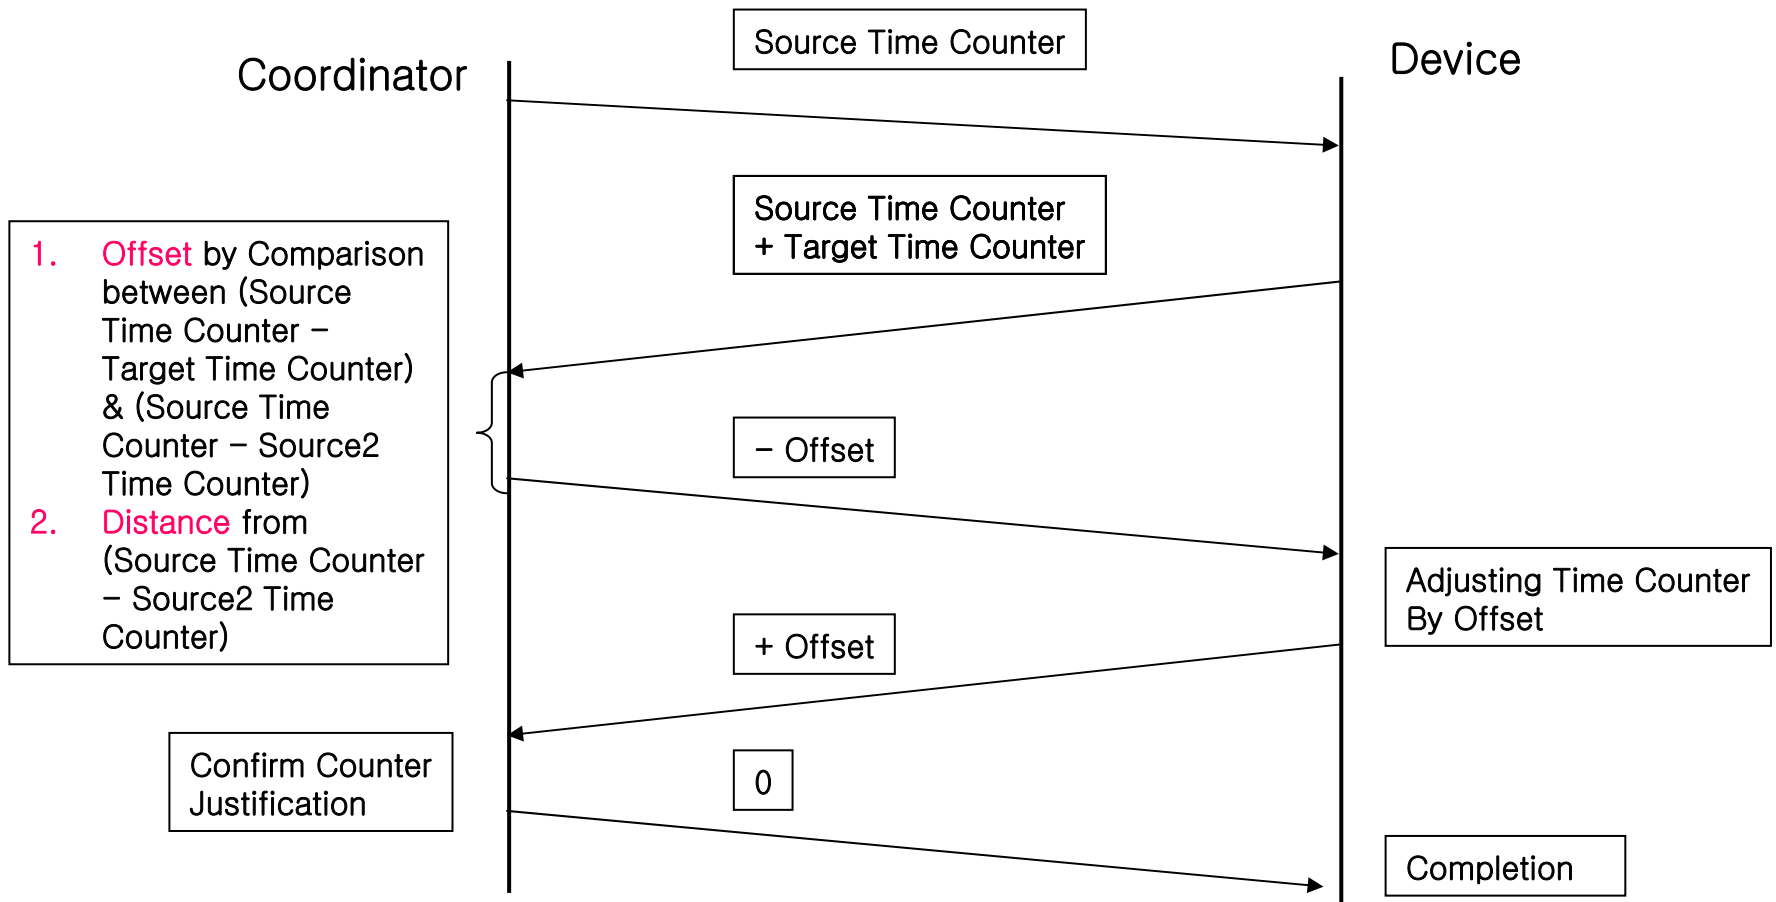 Source Time Counter
Coordinator
Device
Source Time Counter
+ Target Time Counter
1. Offset by Comparison
between (Source
Time Counter –
Target Time Counter)
& (Source Time
Counter – Source2
Time Counter)
2. Distance from
(Source Time Counter
– Source2 Time
Counter)
– Offset
Adjusting Time Counter
By Offset
+ Offset
Confirm Counter
Justification
0
Completion